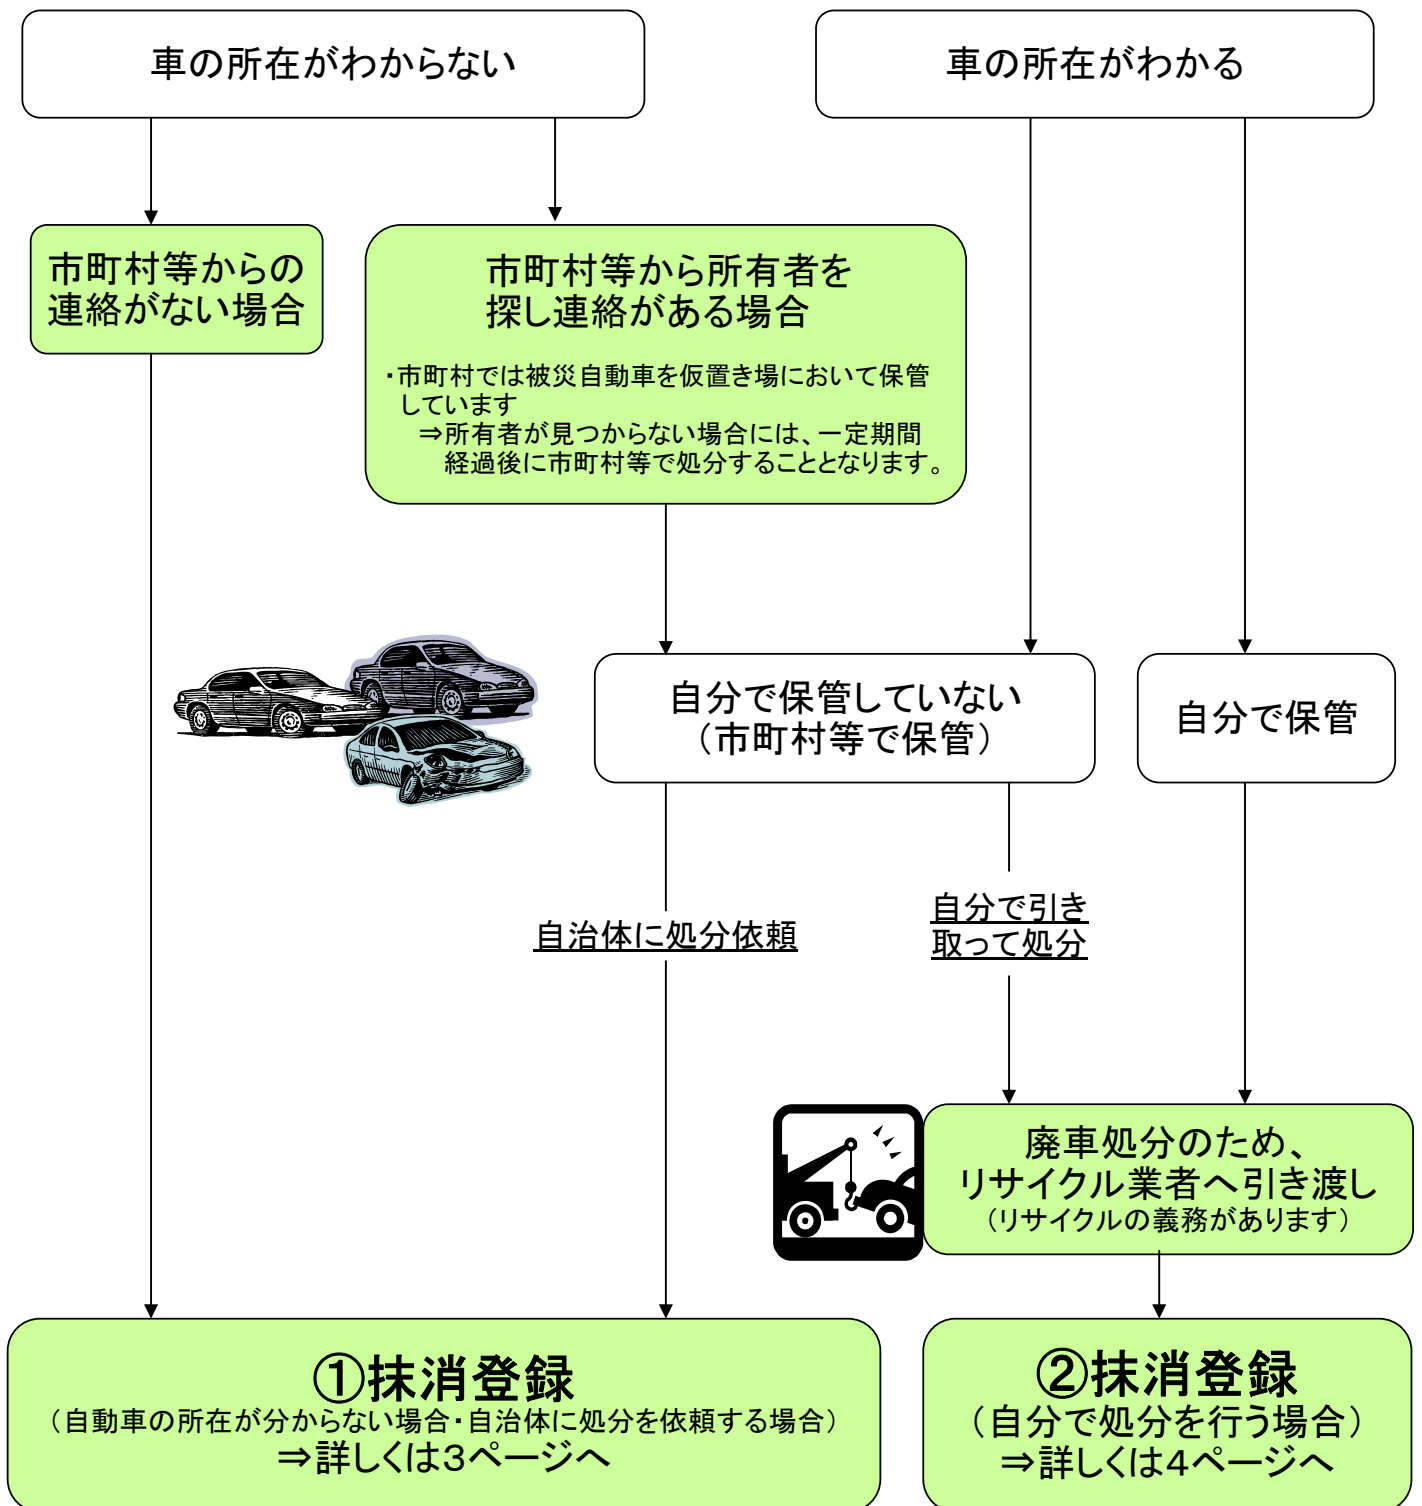 車の所在がわからない
車の所在がわかる
市町村等からの
連絡がない場合
市町村等から所有者を
探し連絡がある場合
・市町村では被災自動車を仮置き場において保管
しています
⇒所有者が見つからない場合には、一定期間
経過後に市町村等で処分することとなります。
自分で保管していない
（市町村等で保管）
自分で保管
自治体に処分依頼
自分で引き
取って処分
廃車処分のため、
リサイクル業者へ引き渡し
（リサイクルの義務があります）
①抹消登録
（自動車の所在が分からない場合・自治体に処分を依頼する場合）
⇒詳しくは３ページへ
②抹消登録
（自分で処分を行う場合）
⇒詳しくは４ページへ